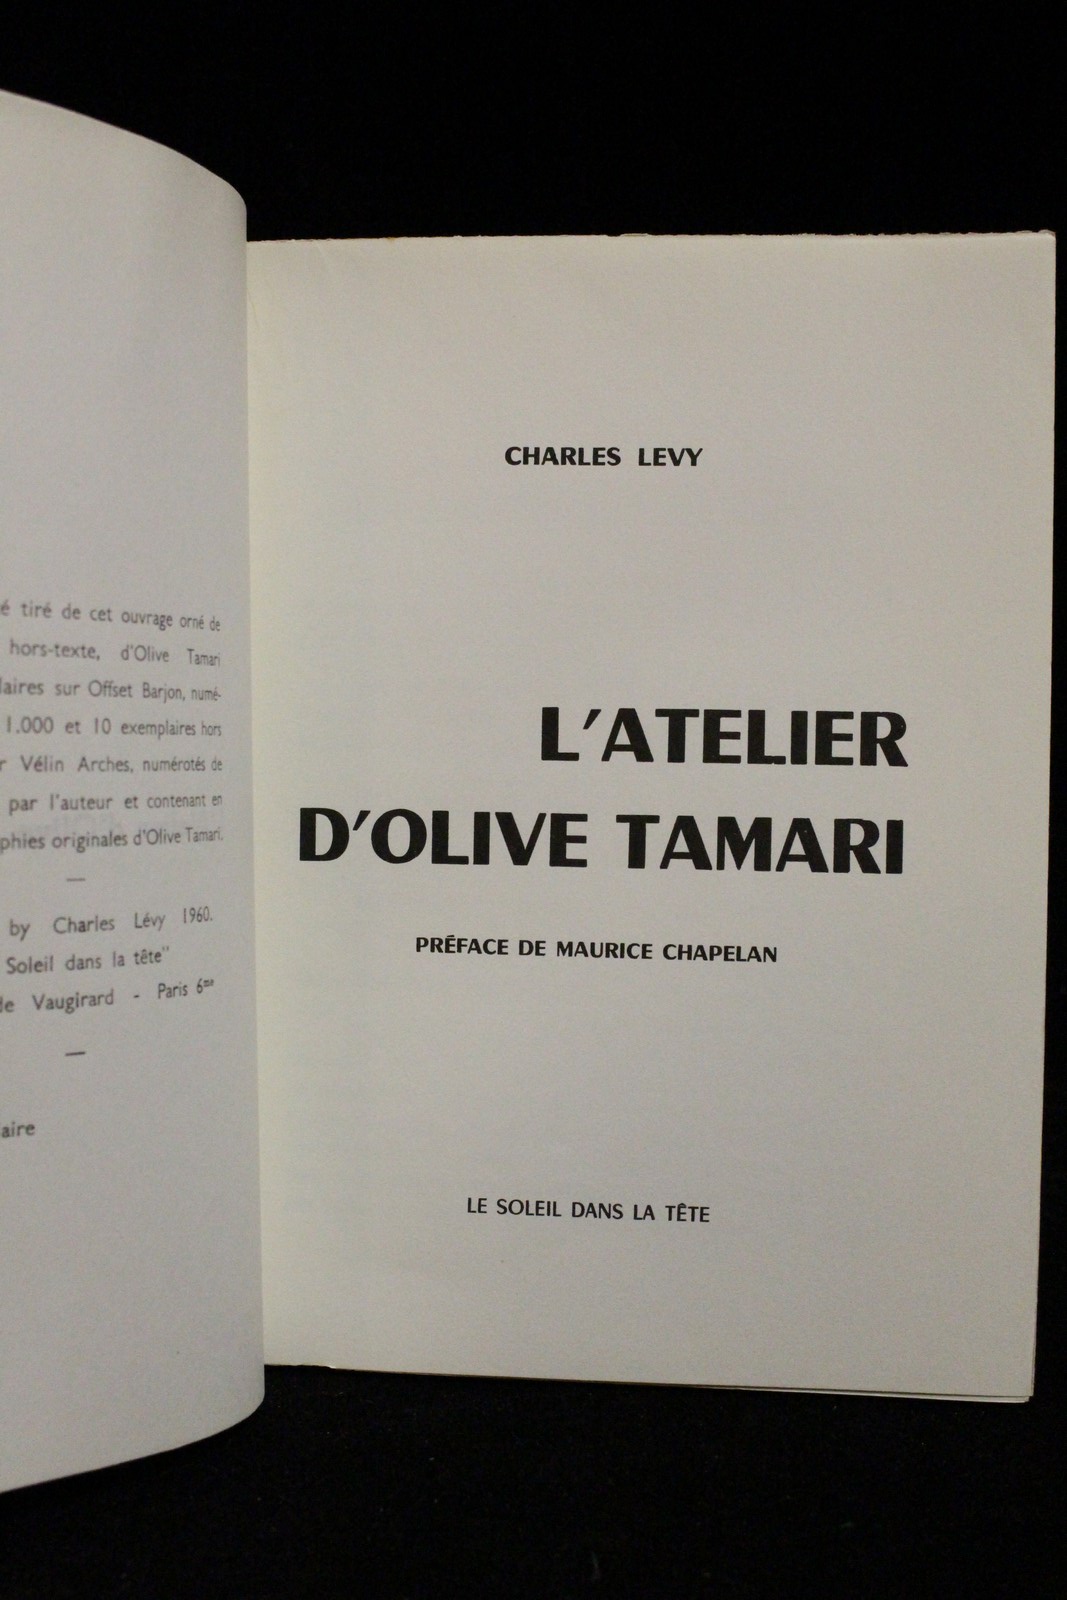 é tiré de cet ouvrage orné de
hors-texte, d'Olive Tamari
laires sur Offset Barjon, numé-
1.000 et 10 exemplaires hors
r Vélin Arches, numérotés de
par l'auteur et contenant en
phies originales d'Olive Tamari.
—
by Charles Lévy 1960.
Soleil dans la tête"
de Vaugirard - Paris 6me
—
aire
CHARLES LEVY
L'ATELIER
D'OLIVE TAMARI
PRÉFACE DE MAURICE CHAPELAN
LE SOLEIL DANS LA TÊTE